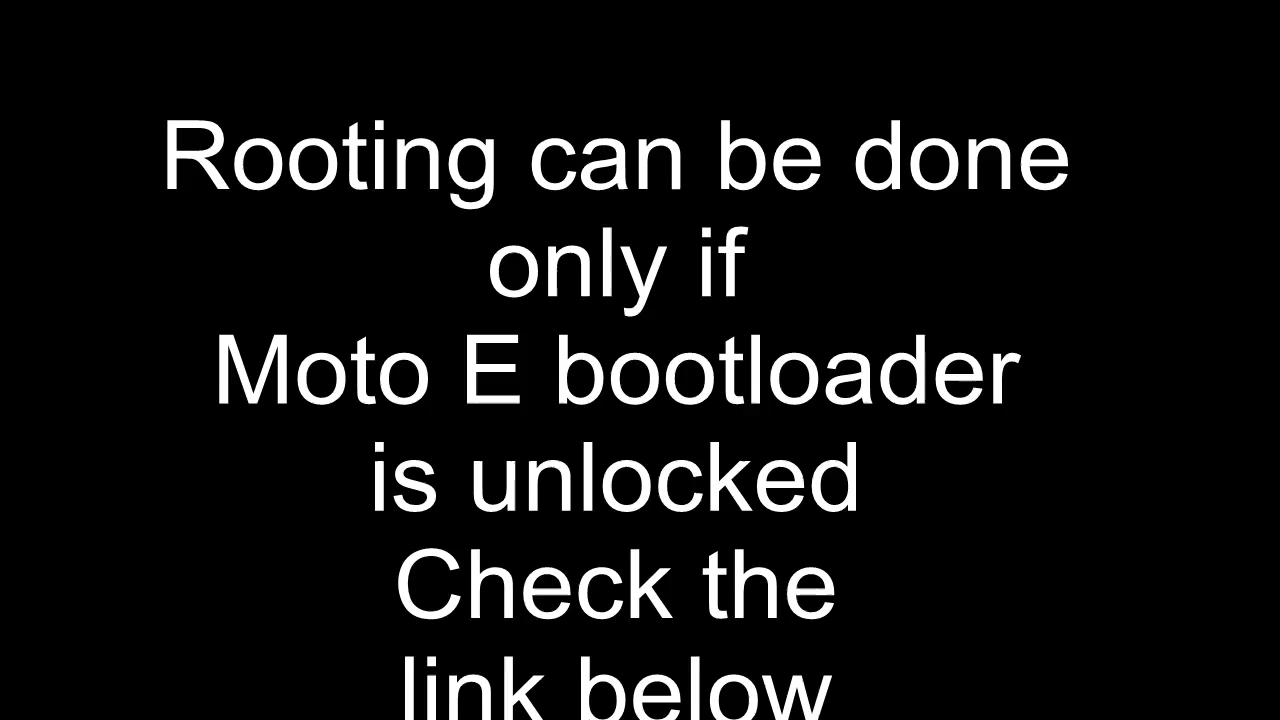 Rooting can be done
only if
Moto E bootloader
is unlocked
Check the
link below